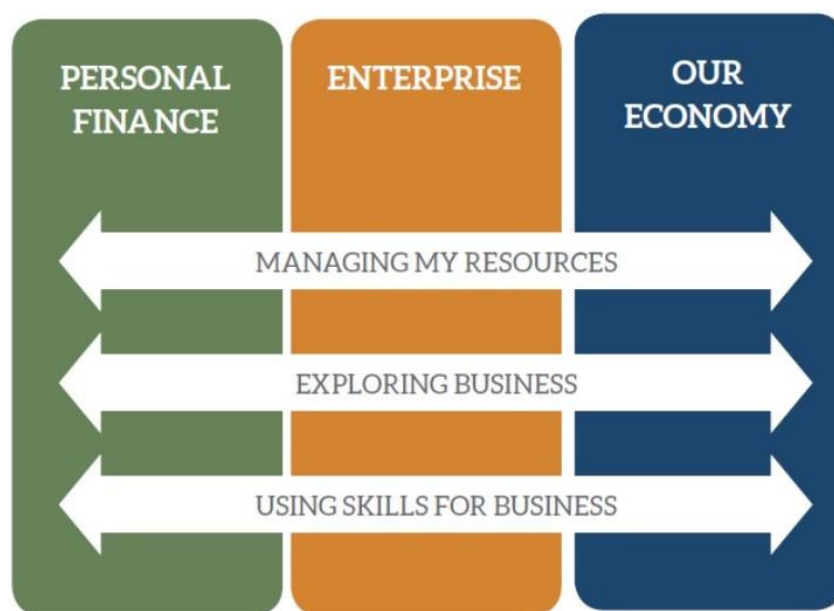 PERSONAL
FINANCE
ENTERPRISE
OUR
ECONOMY
MANAGING MY RESOURCES
EXPLORING BUSINESS
USING SKILLS FOR BUSINESS